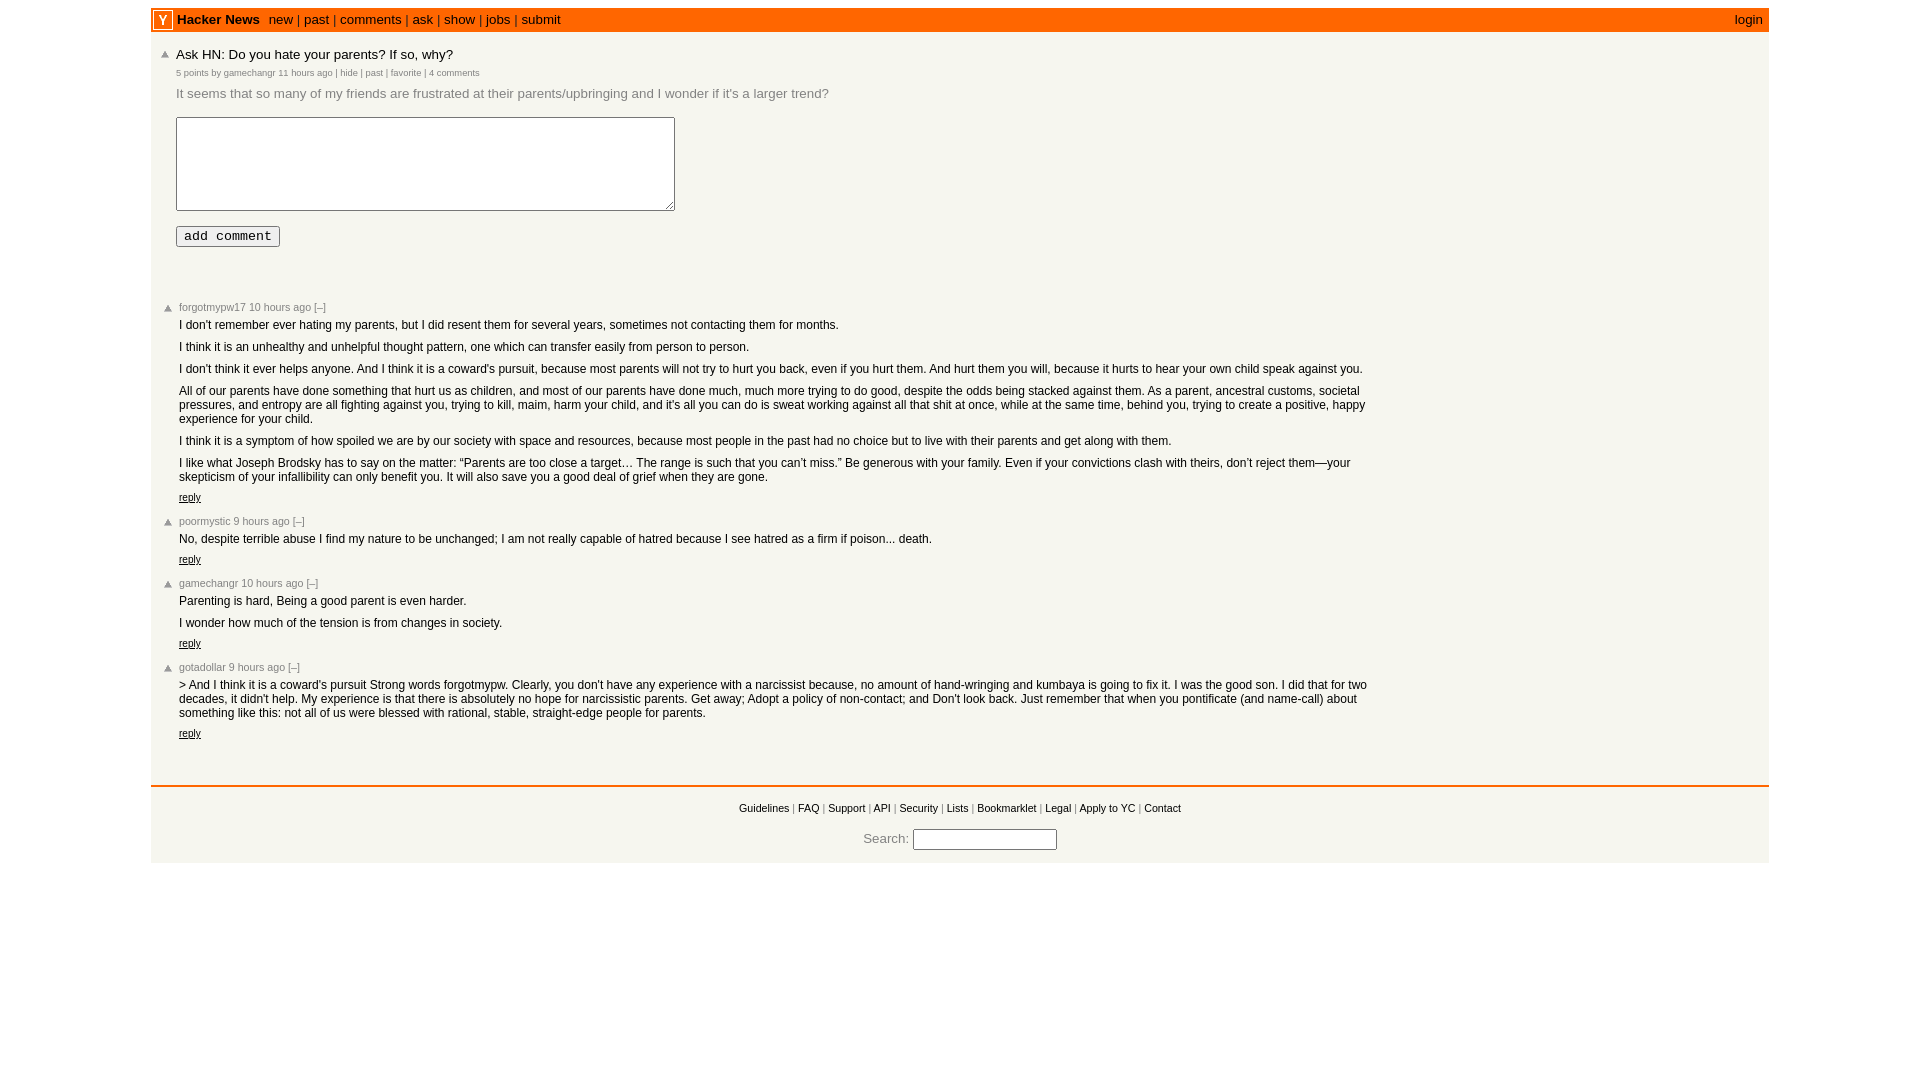 Y Hacker News new | past | comments | ask | show | jobs | submit login
Ask HN: Do you hate your parents? If so, why?
5 points by gamechangr 11 hours ago | hide | past | favorite | 4 comments
It seems that so many of my friends are frustrated at their parents/upbringing and I wonder if it's a larger trend?
add comment
forgotmypw17 10 hours ago [–]
I don't remember ever hating my parents, but I did resent them for several years, sometimes not contacting them for months.
I think it is an unhealthy and unhelpful thought pattern, one which can transfer easily from person to person.
I don't think it ever helps anyone. And I think it is a coward's pursuit, because most parents will not try to hurt you back, even if you hurt them. And hurt them you will, because it hurts to hear your own child speak against you.
All of our parents have done something that hurt us as children, and most of our parents have done much, much more trying to do good, despite the odds being stacked against them. As a parent, ancestral customs, societal
pressures, and entropy are all fighting against you, trying to kill, maim, harm your child, and it's all you can do is sweat working against all that shit at once, while at the same time, behind you, trying to create a positive, happy
experience for your child.
I think it is a symptom of how spoiled we are by our society with space and resources, because most people in the past had no choice but to live with their parents and get along with them.
I like what Joseph Brodsky has to say on the matter: “Parents are too close a target… The range is such that you can’t miss.” Be generous with your family. Even if your convictions clash with theirs, don’t reject them—your
skepticism of your infallibility can only benefit you. It will also save you a good deal of grief when they are gone.
reply
poormystic 9 hours ago [–]
No, despite terrible abuse I find my nature to be unchanged; I am not really capable of hatred because I see hatred as a firm if poison... death.
reply
gamechangr 10 hours ago [–]
Parenting is hard, Being a good parent is even harder.
I wonder how much of the tension is from changes in society.
reply
gotadollar 9 hours ago [–]
> And I think it is a coward's pursuit Strong words forgotmypw. Clearly, you don't have any experience with a narcissist because, no amount of hand-wringing and kumbaya is going to fix it. I was the good son. I did that for two
decades, it didn't help. My experience is that there is absolutely no hope for narcissistic parents. Get away; Adopt a policy of non-contact; and Don't look back. Just remember that when you pontificate (and name-call) about
something like this: not all of us were blessed with rational, stable, straight-edge people for parents.
reply
Guidelines | FAQ | Support | API | Security | Lists | Bookmarklet | Legal | Apply to YC | Contact
Search: